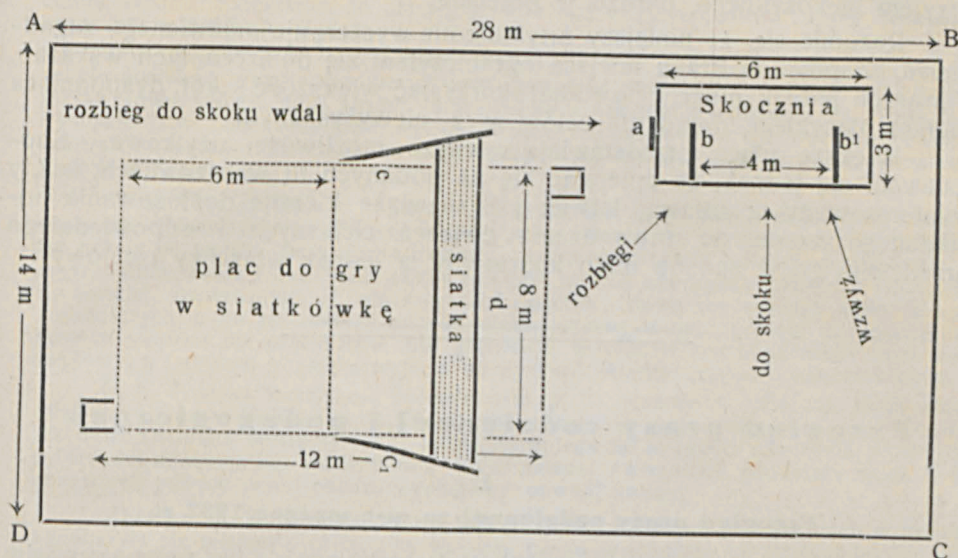 A
28 m
B
6 m
Skocznia
rozbieg do skoku wdal
a
b
b¹
3 m
4 m
c
6 m
14 m
plac do gry
w siatkówkę
siatka
d
8 m
rozbiegi
do skoku
wzwyż
12 m
C₁
D
C